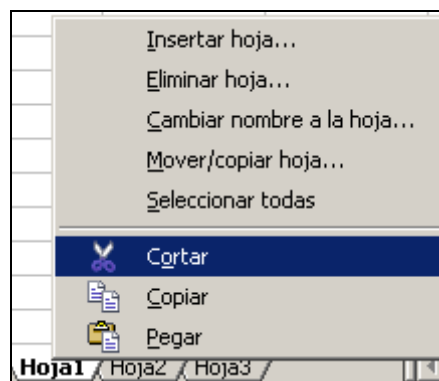 Insertar hoja...
Eliminar hoja...
Cambiar nombre a la hoja...
Mover/copiar hoja...
Seleccionar todas
Cortar
Copiar
Pegar
Hoja1 / Hoja2 / Hoja3 /